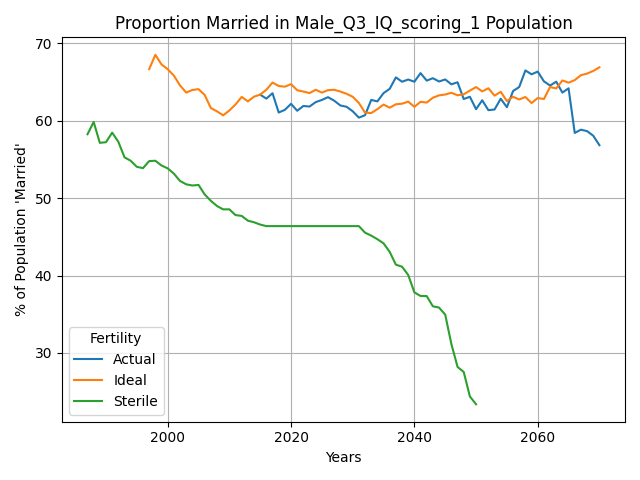 Proportion Married in Male_Q3_IQ_scoring_1 Population
% of Population 'Married'
70
60
50
40
30
Fertility
Actual
Ideal
Sterile
2000
2020
2040
2060
Years